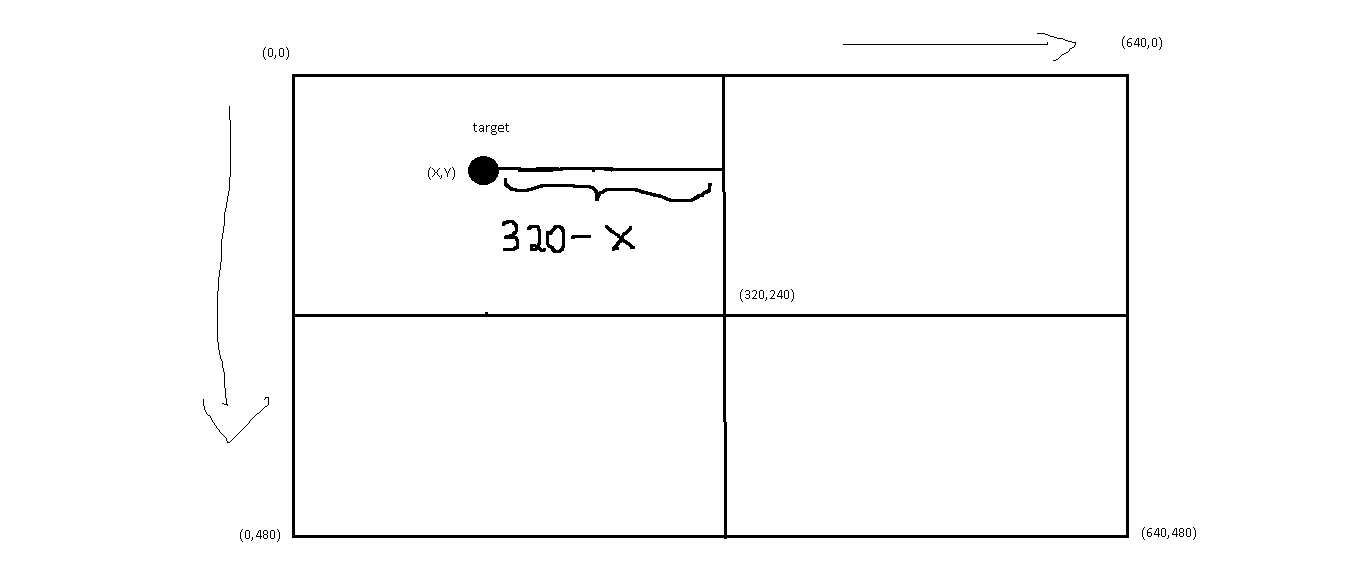 (0,0)
(640,0)
target
(X,Y)
320-X
(320,240)
(0,480)
(640,480)